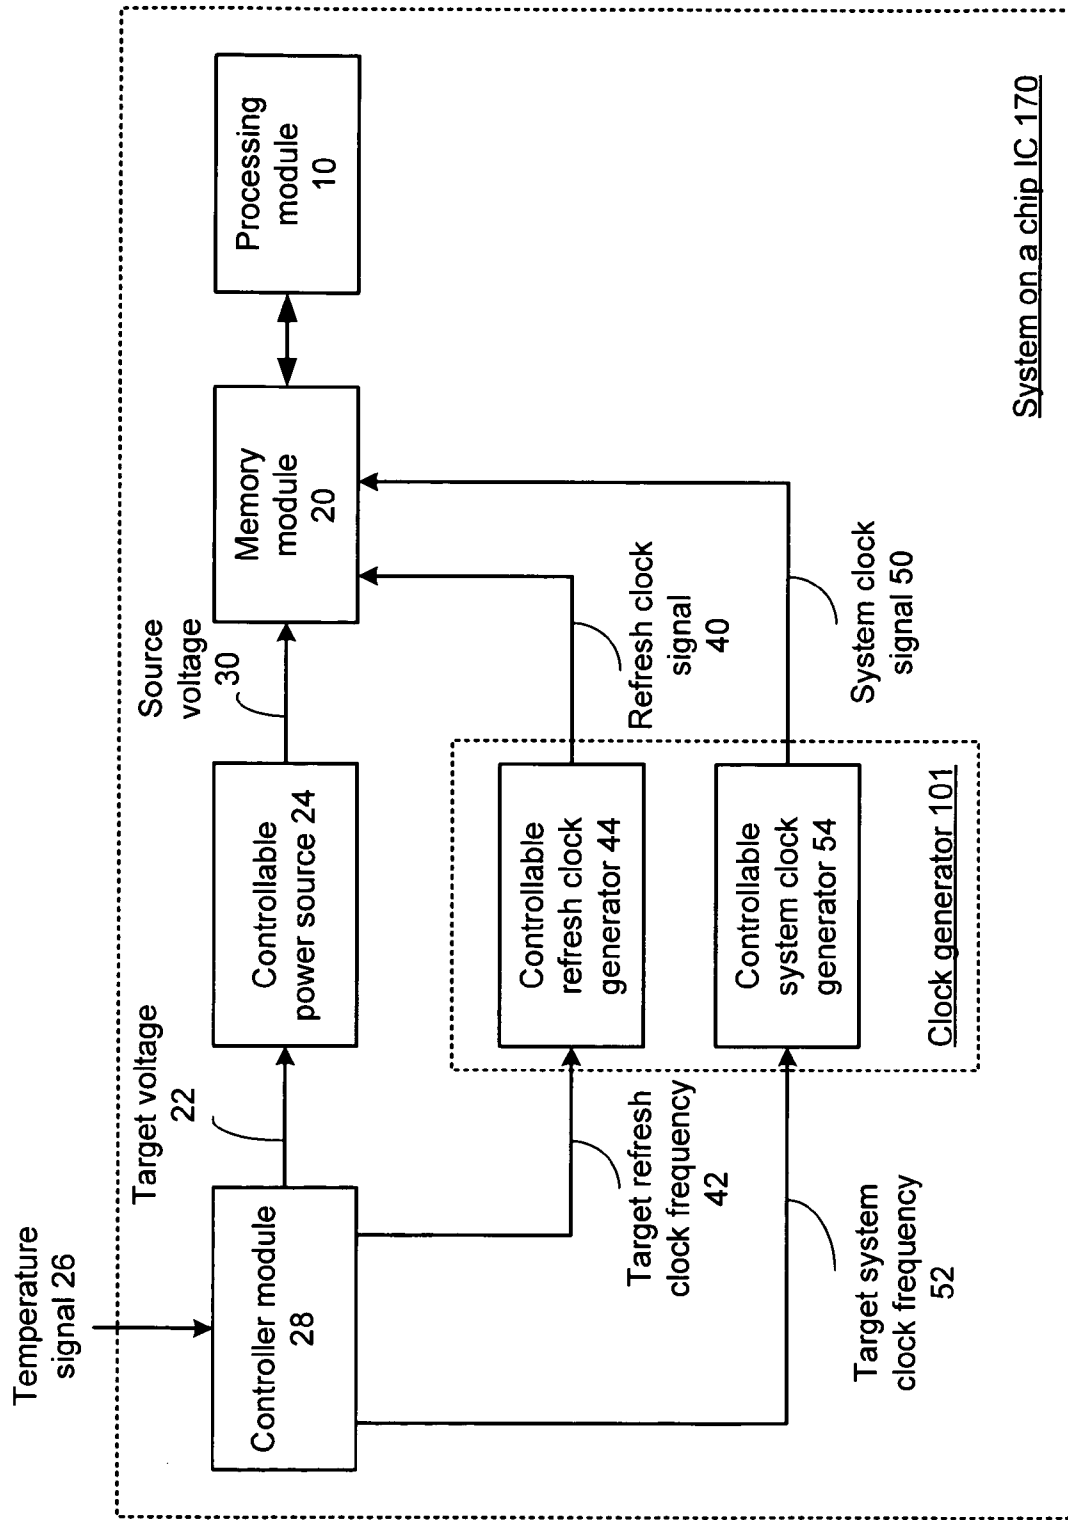 Temperature
signal 26
Controller module
28
Target voltage
22
Controllable
power source 24
Source
voltage
30
Memory
module
20
Processing
module
10
Target refresh
clock frequency
42
Controllable
refresh clock
generator 44
Refresh clock
signal
40
Target system
clock frequency
52
Controllable
system clock
generator 54
System clock
signal 50
Clock generator 101
System on a chip IC 170